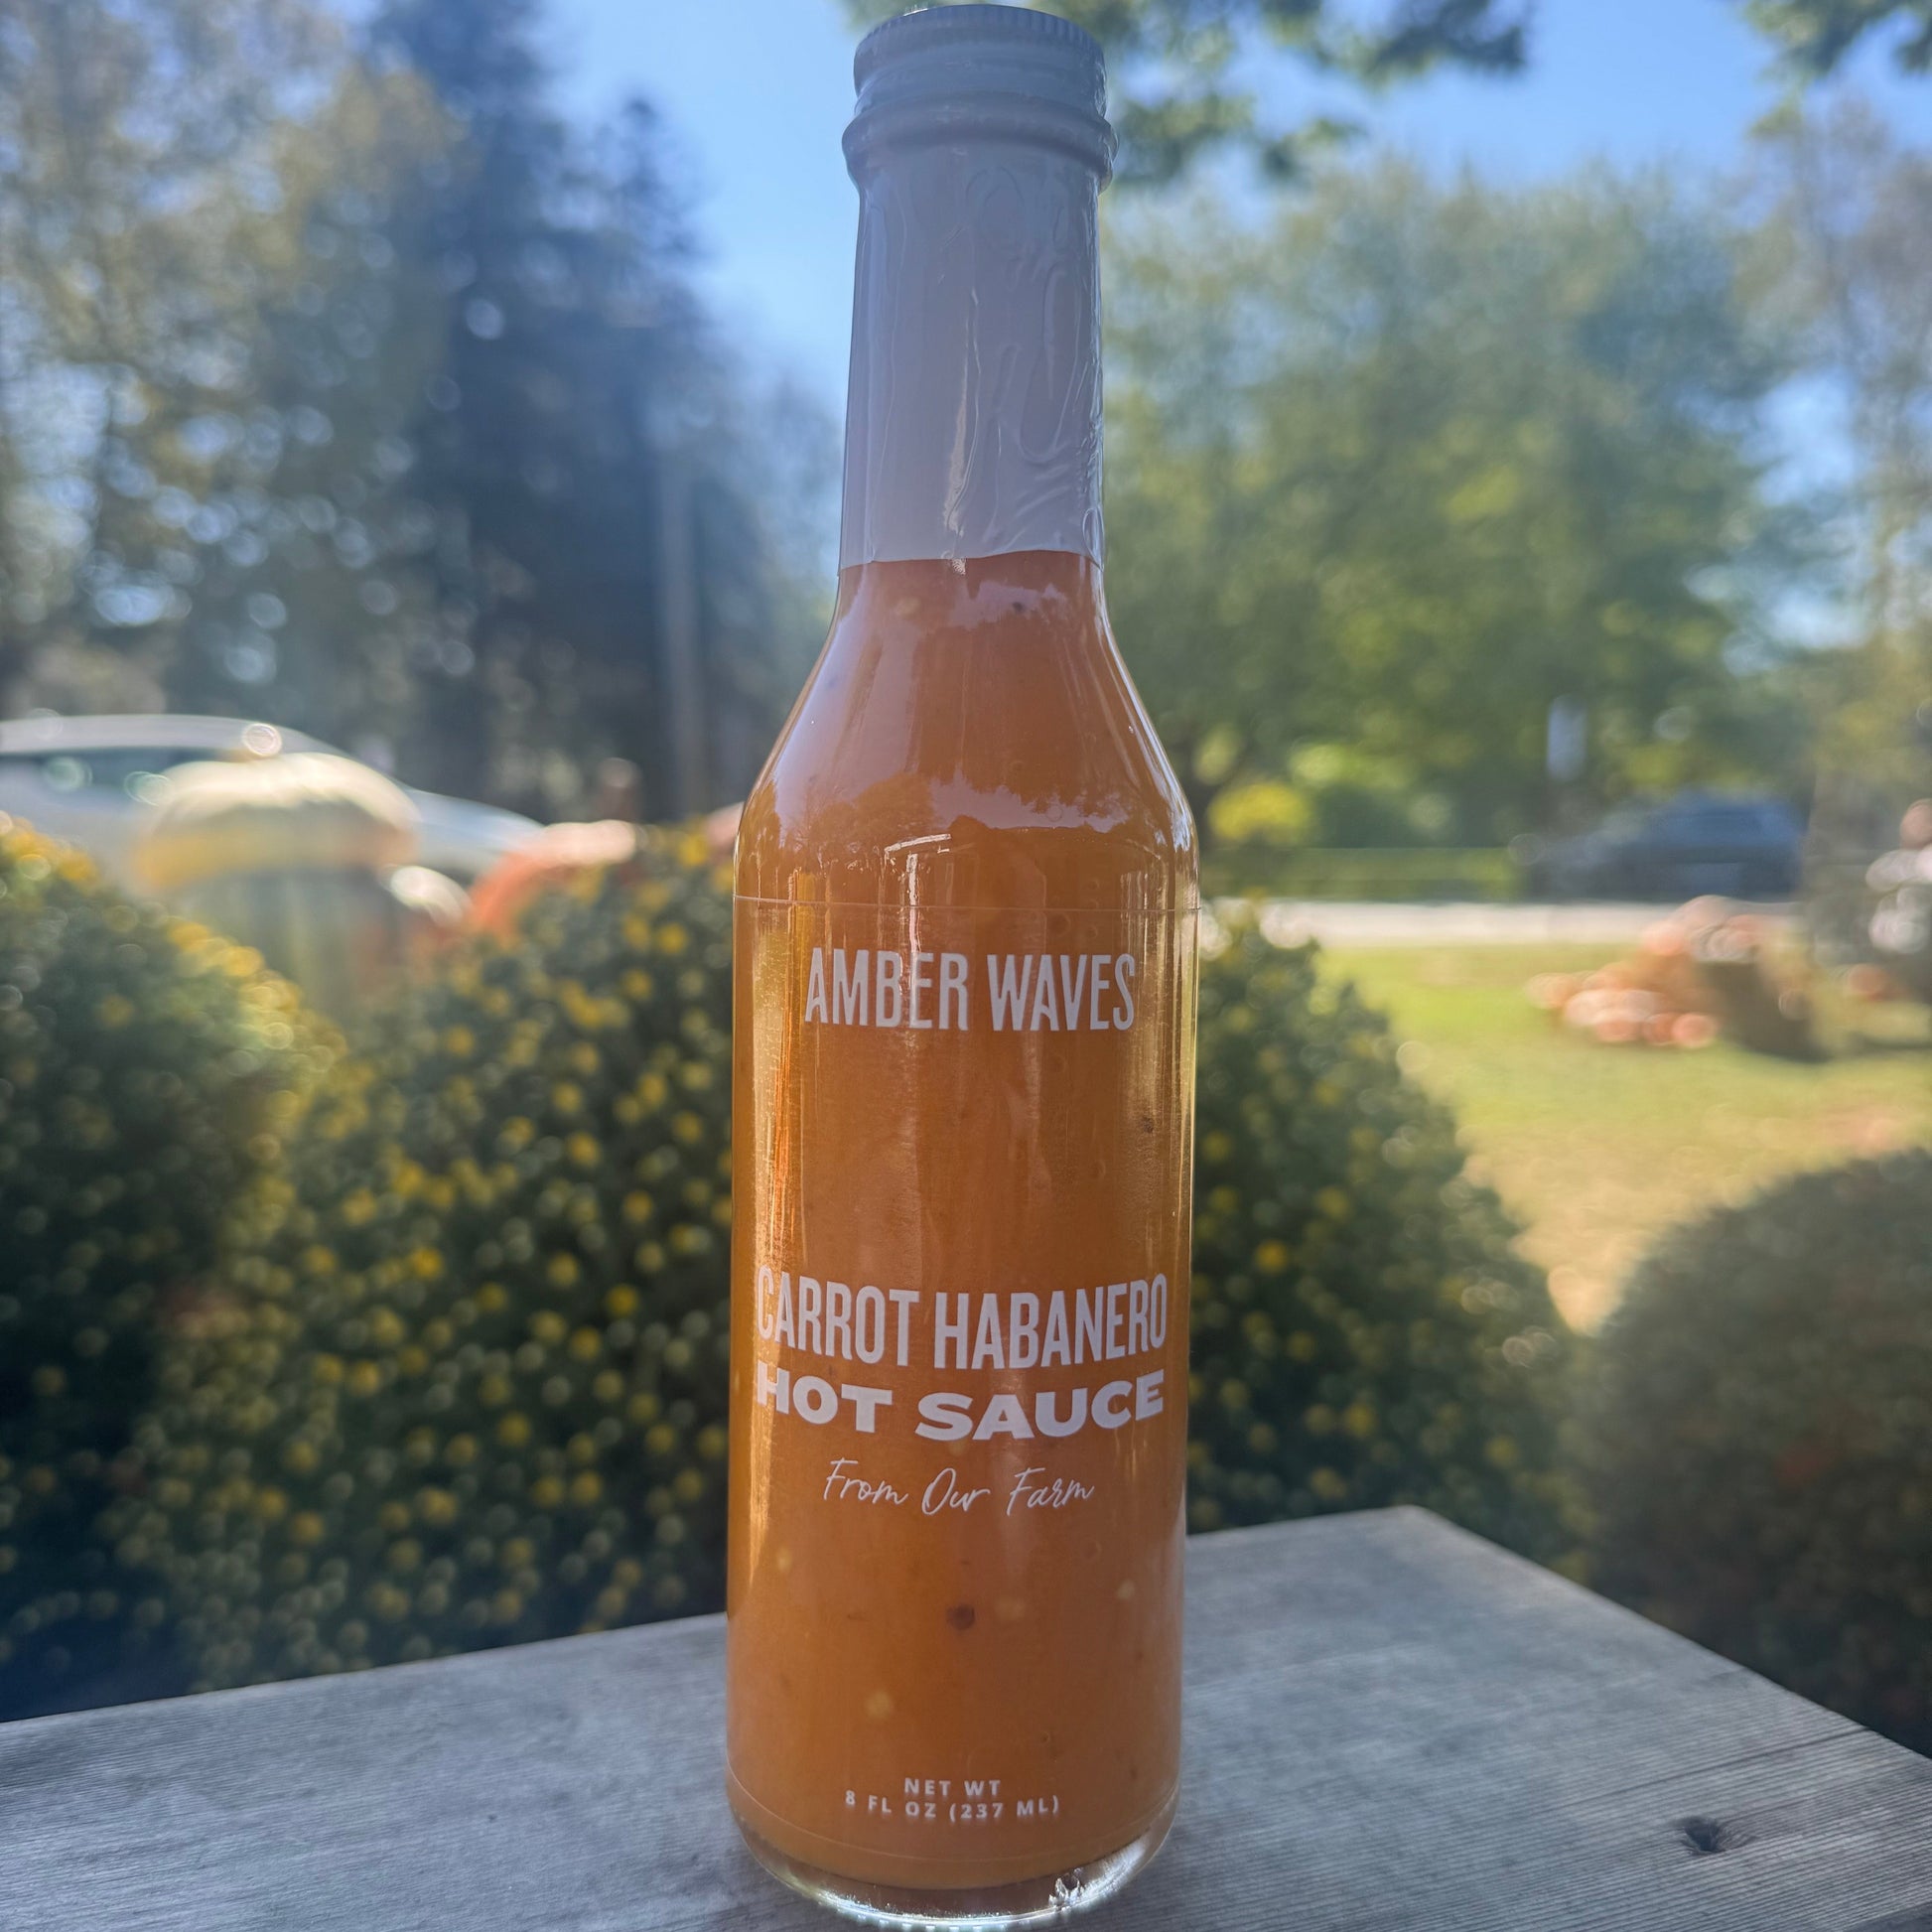 AMBER WAVES
CARROT HABANERO
HOT SAUCE
From Our Farm
NET WT
8 FL OZ (237 ML)